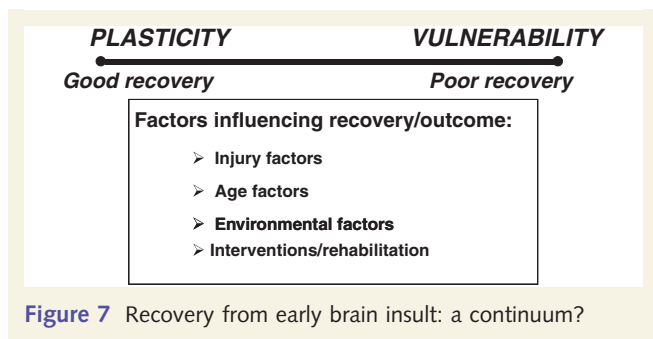 PLASTICITY VULNERABILITY
Good recovery Poor recovery
Factors influencing recovery/outcome:
➢ Injury factors
➢ Age factors
➢ Environmental factors
➢ Interventions/rehabilitation
Figure 7 Recovery from early brain insult: a continuum?